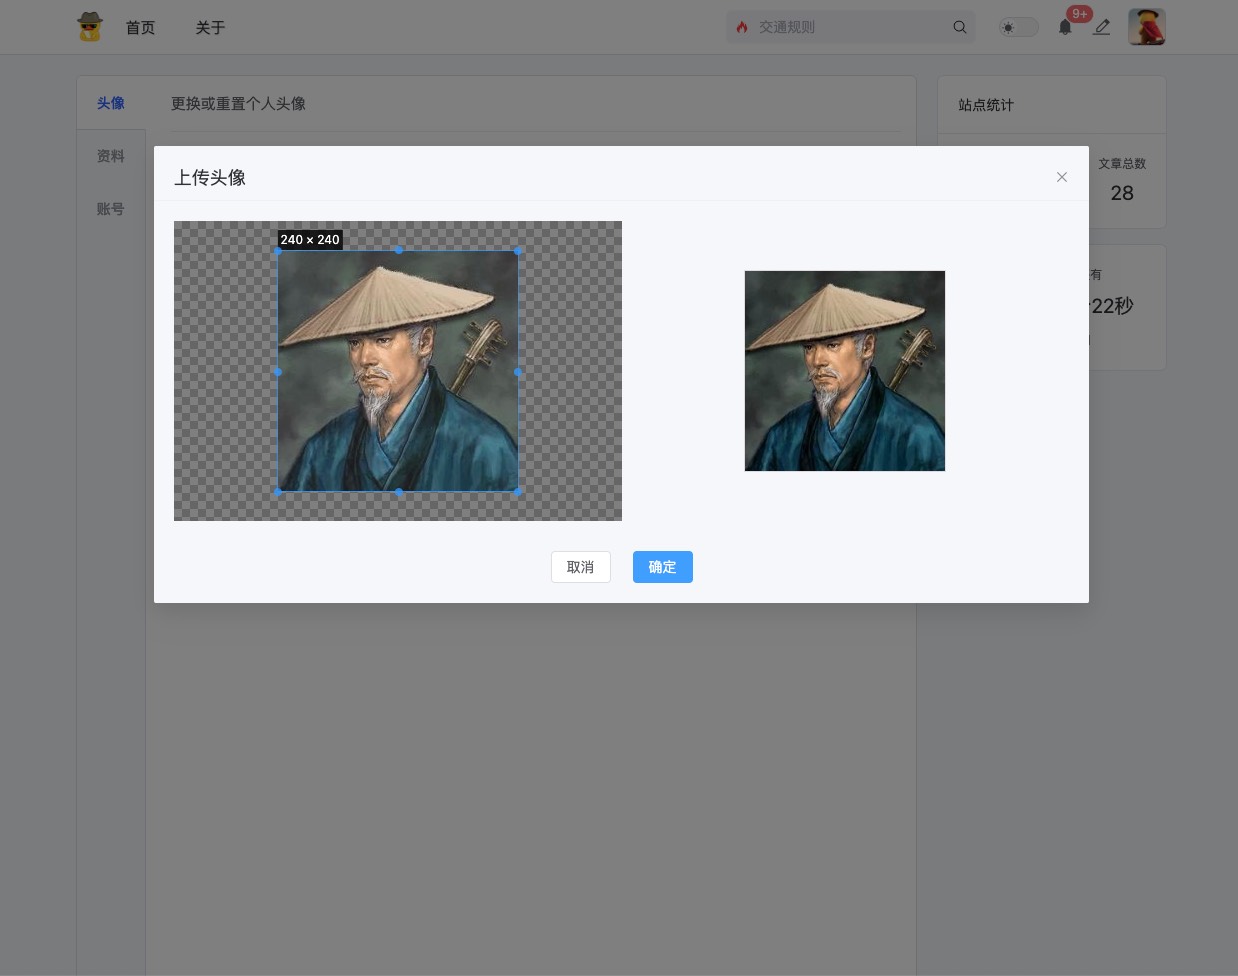 首页
关于
交通规则
9+
头像
资料
账号
更换或重置个人头像
站点统计
文章总数
28
有
22秒
上传头像
240 × 240
取消
确定